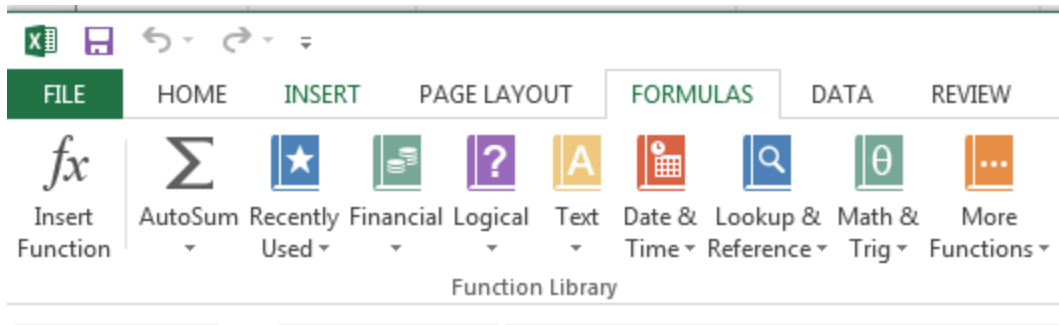 FILE HOME INSERT PAGE LAYOUT FORMULAS DATA REVIEW
fx Σ ? A θ ...
Insert AutoSum Recently Financial Logical Text Date & Lookup & Math & More
Function Used Time Reference Trig Functions
Function Library